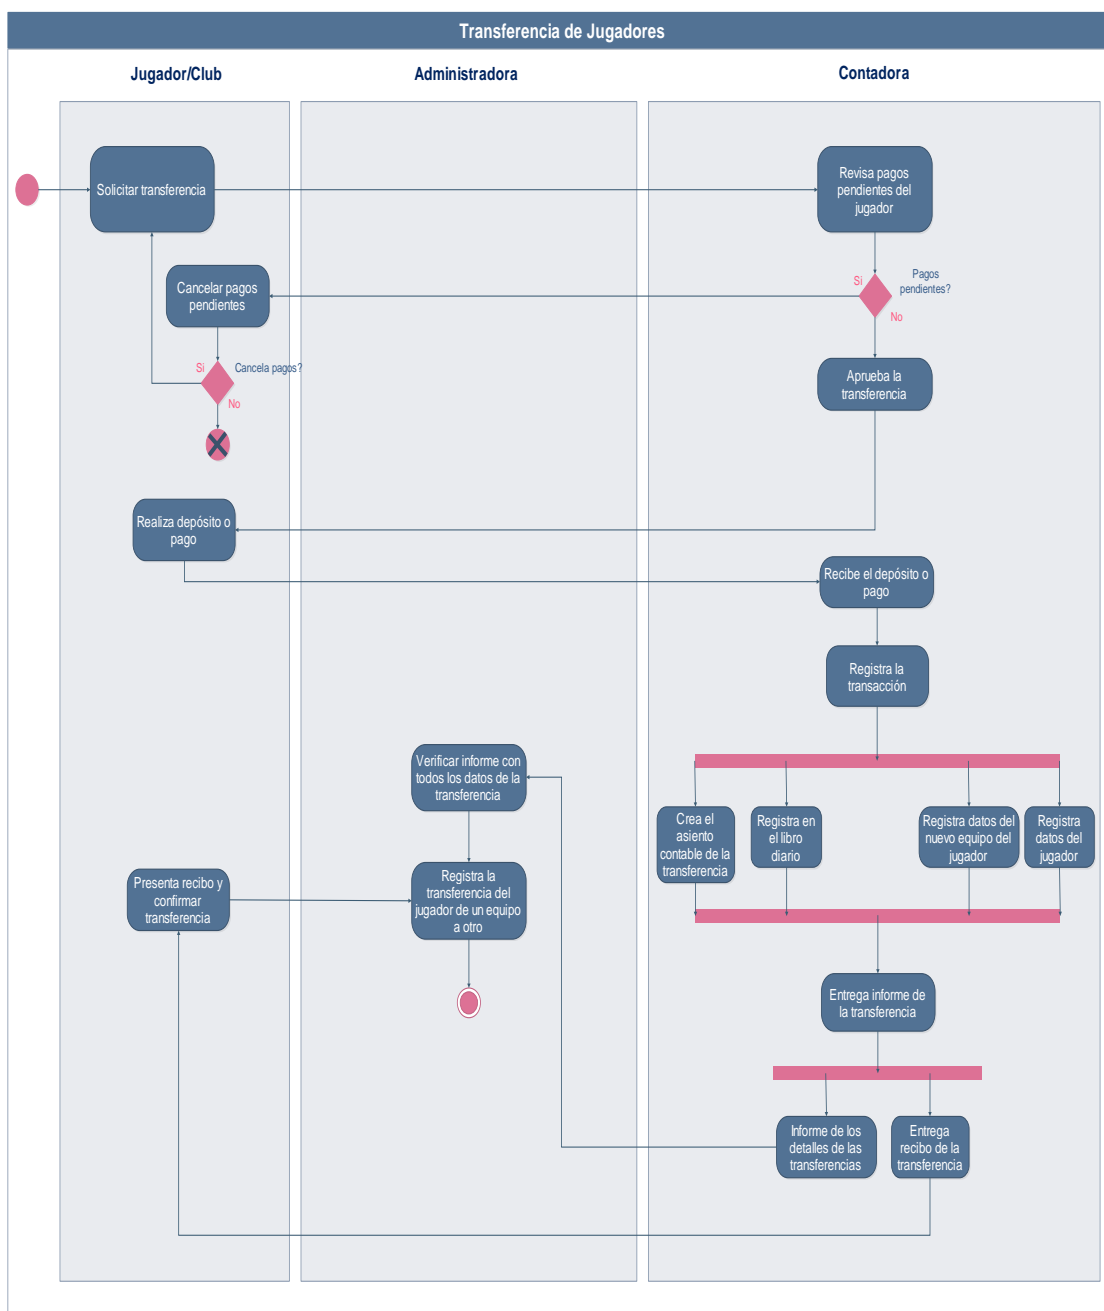 Transferencia de Jugadores
Jugador/Club
Administradora
Contadora
Solicitar transferencia
Revisa pagos
pendientes del
jugador
Cancelar pagos
pendientes
Si
Pagos
pendientes?
No
Si
Cancela pagos?
No
Aprueba la
transferencia
Realiza depósito o
pago
Recibe el depósito o
pago
Registra la
transacción
Verificar informe con
todos los datos de la
transferencia
Crea el
asiento
contable de la
transferencia
Registra en
el libro
diario
Registra datos del
nuevo equipo del
jugador
Registra
datos del
jugador
Presenta recibo y
confirmar
transferencia
Registra la
transferencia del
jugador de un equipo
a otro
Entrega informe de
la transferencia
Informe de los
detalles de las
transferencias
Entrega
recibo de la
transferencia